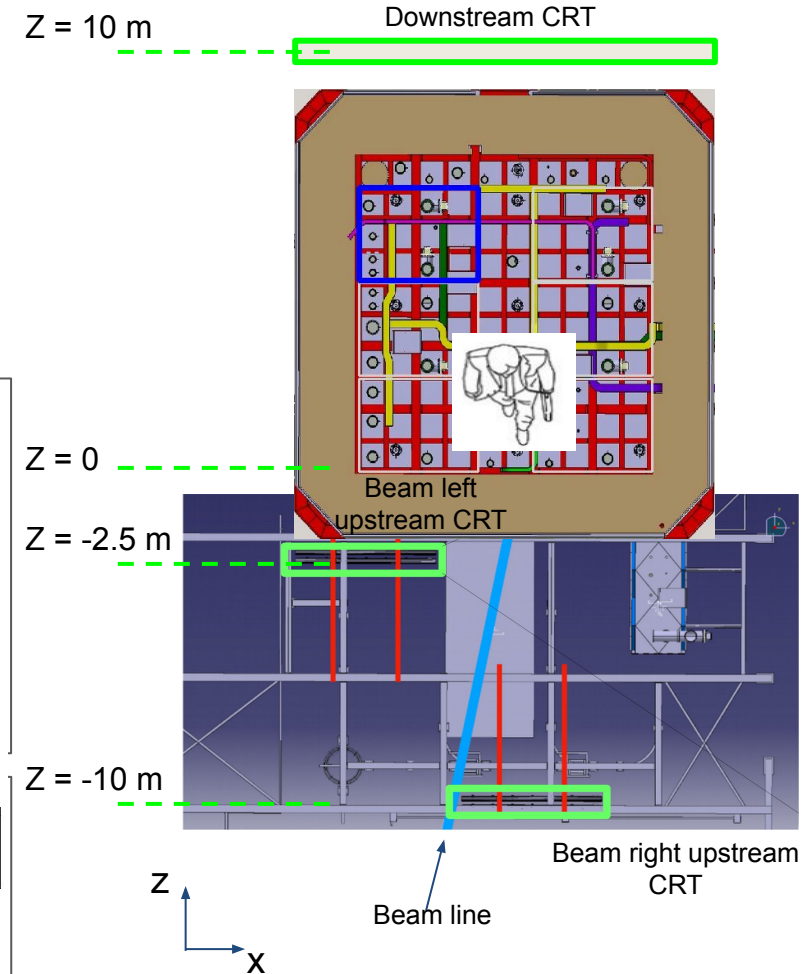 Downstream CRT
Z = 10 m
Z = 0
Beam left
upstream CRT
Z = -2.5 m
Z = -10 m
Beam right upstream
CRT
Beam line
z
x